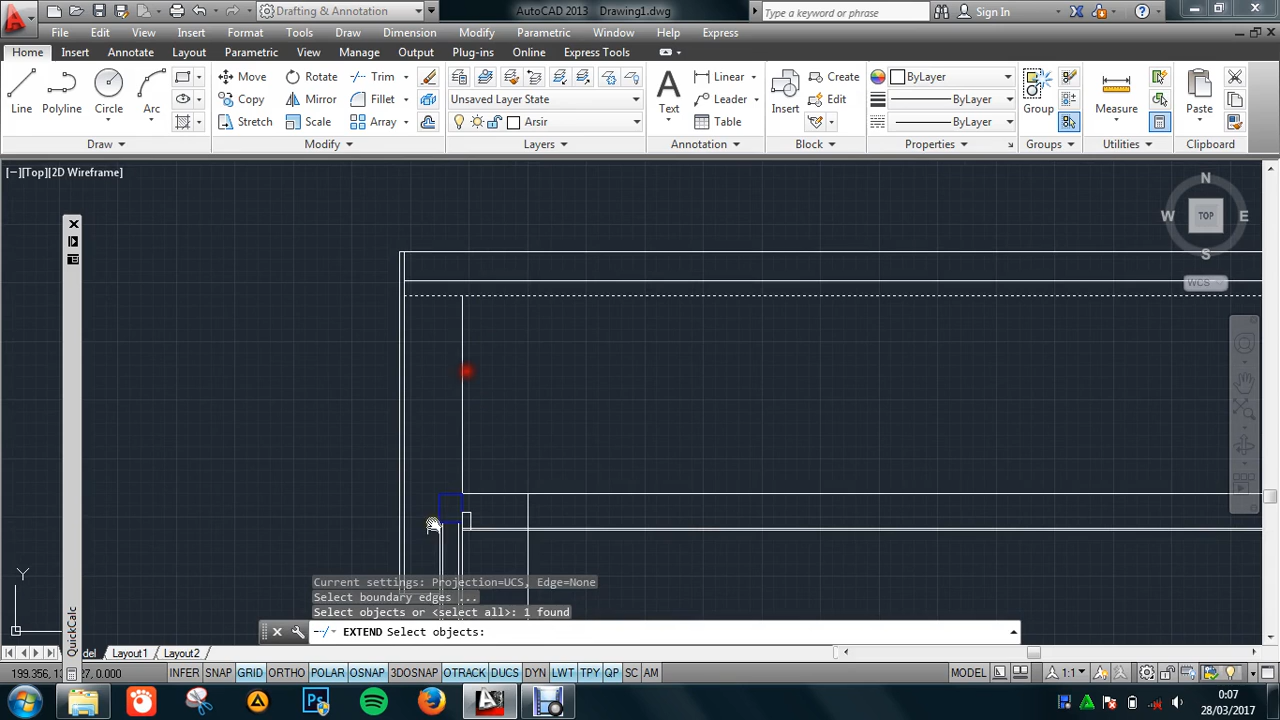 Drafting & Annotation
AutoCAD 2013 Drawing1.dwg
Type a keyword or phrase
Sign In
File Edit View Insert Format Tools Draw Dimension Modify Parametric Window Help Express
Home Insert Annotation Layout Parametric View Manage Output Plug-ins Online Express Tools
Line
Polyline
Circle
Arc
Move
Rotate
Trim
Copy
Mirror
Fillet
Stretch
Scale
Array
Unsaved Layer State
Arsir
Text
Linear
Leader
Table
Insert
Create
Edit
ByLayer
ByLayer
ByLayer
Group
Measure
Paste
Draw
Modify
Layers
Annotation
Block
Properties
Groups
Utilities
Clipboard
[−][Top][2D Wireframe]
N
W TOP E
S
WCS
Y
QuickCalc
Current settings: Projection=UCS, Edge=None
Select boundary edges ...
Select objects or <select all>: 1 found
EXTEND Select objects:
del Layout1 Layout2
INFER SNAP GRID ORTHO POLAR OSNAP 3DOSNAP OTRACK DUCS DYN LWT TPY QP SC AM
MODEL
1:1
0:07
28/03/2017